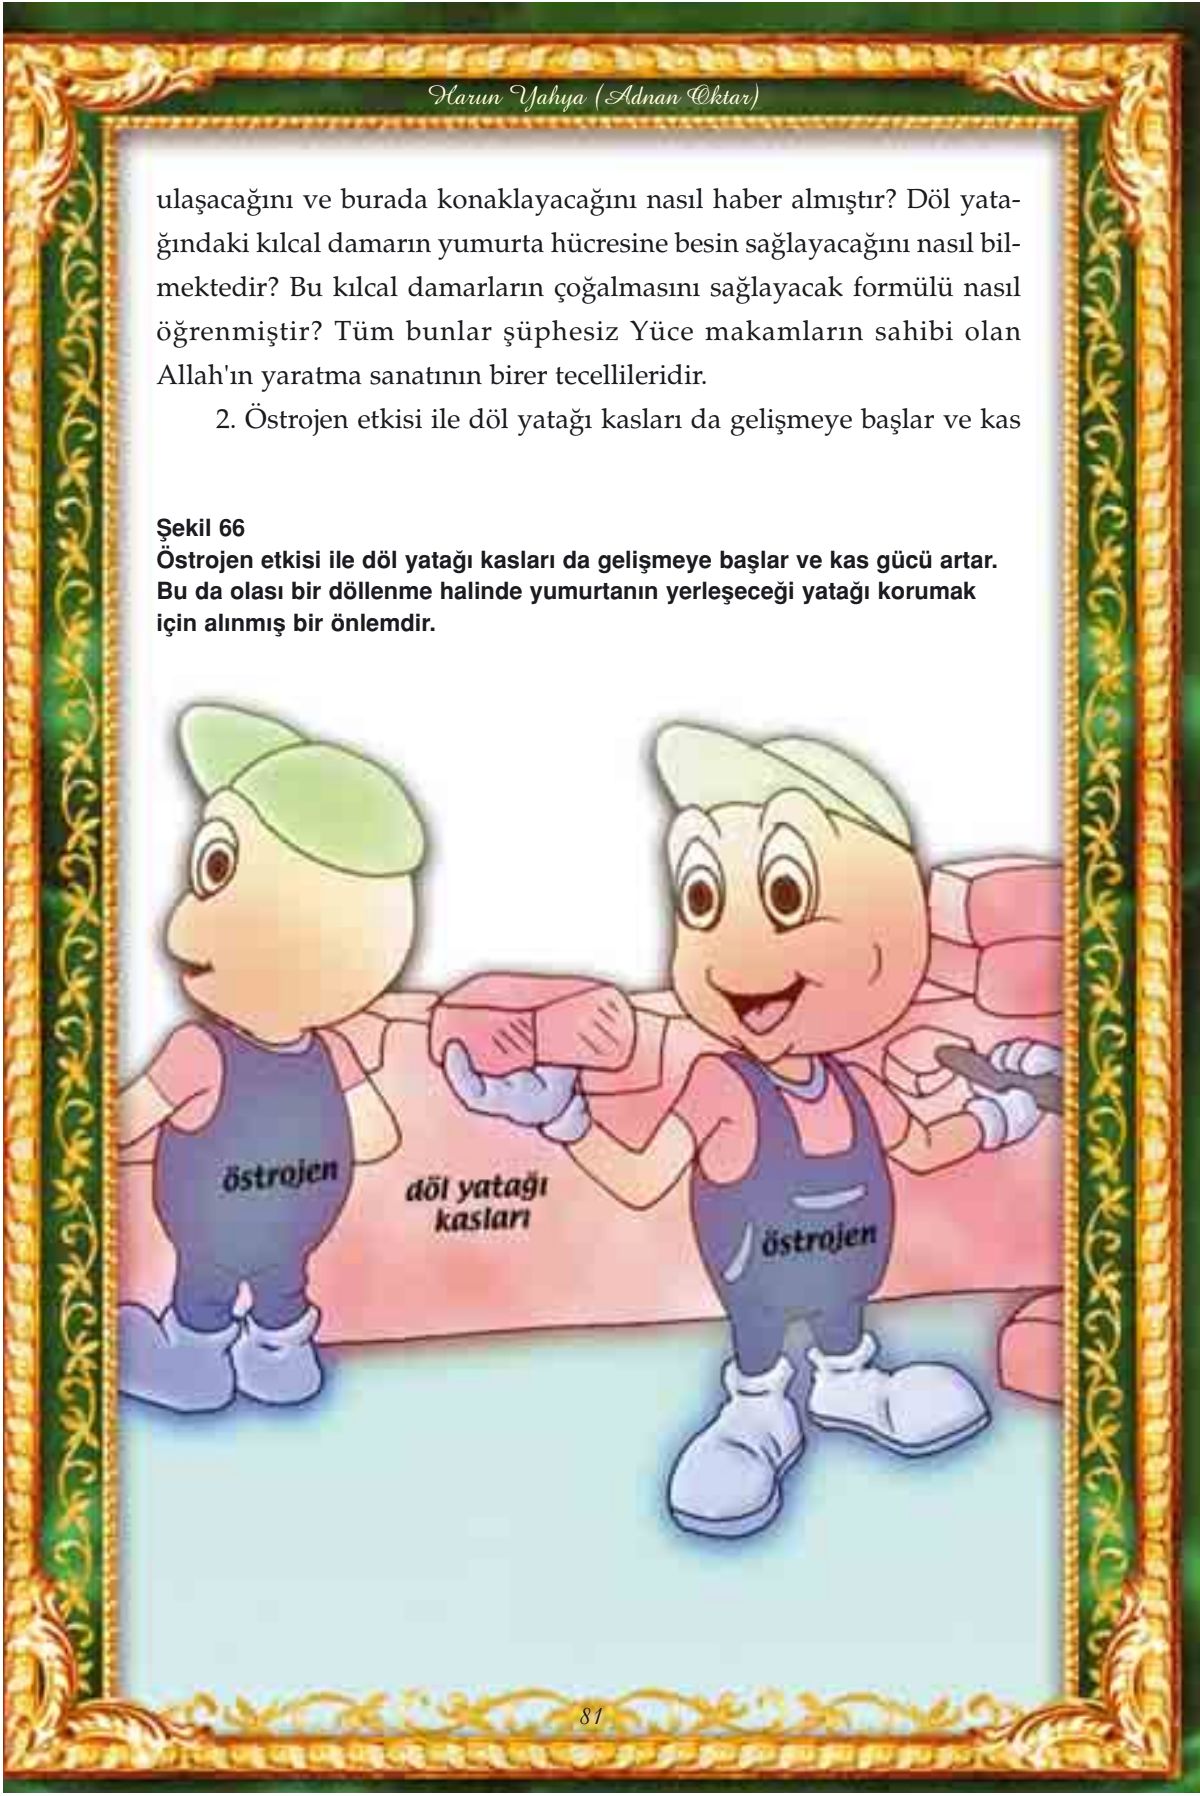 Harun Yahya (Adnan Oktar)
ulaşacağını ve burada konaklayacağını nasıl haber almıştır? Döl yata-
ğındaki kılcal damarın yumurta hücresine besin sağlayacağını nasıl bil-
mektedir? Bu kılcal damarların çoğalmasını sağlayacak formülü nasıl
öğrenmiştir? Tüm bunlar şüphesiz Yüce makamların sahibi olan
Allah'ın yaratma sanatının birer tecellileridir.
2. Östrojen etkisi ile döl yatağı kasları da gelişmeye başlar ve kas
Şekil 66
Östrojen etkisi ile döl yatağı kasları da gelişmeye başlar ve kas gücü artar.
Bu da olası bir döllenme halinde yumurtanın yerleşeceği yatağı korumak
için alınmış bir önlemdir.
östrojen
döl yatağı
kasları
östrojen
81